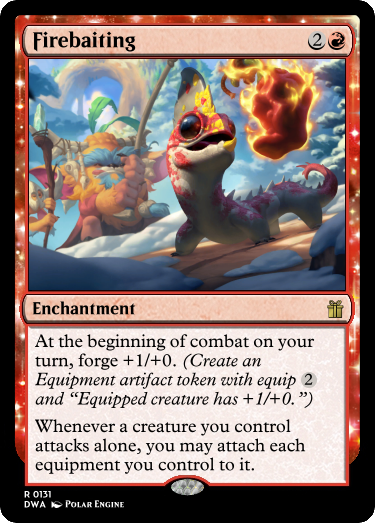 Firebaiting 2
Enchantment
At the beginning of combat on your
turn, forge +1/+0. (Create an
Equipment artifact token with equip 2
and “Equipped creature has +1/+0.”)
Whenever a creature you control
attacks alone, you may attach each
equipment you control to it.
R 0131
DWA Polar Engine